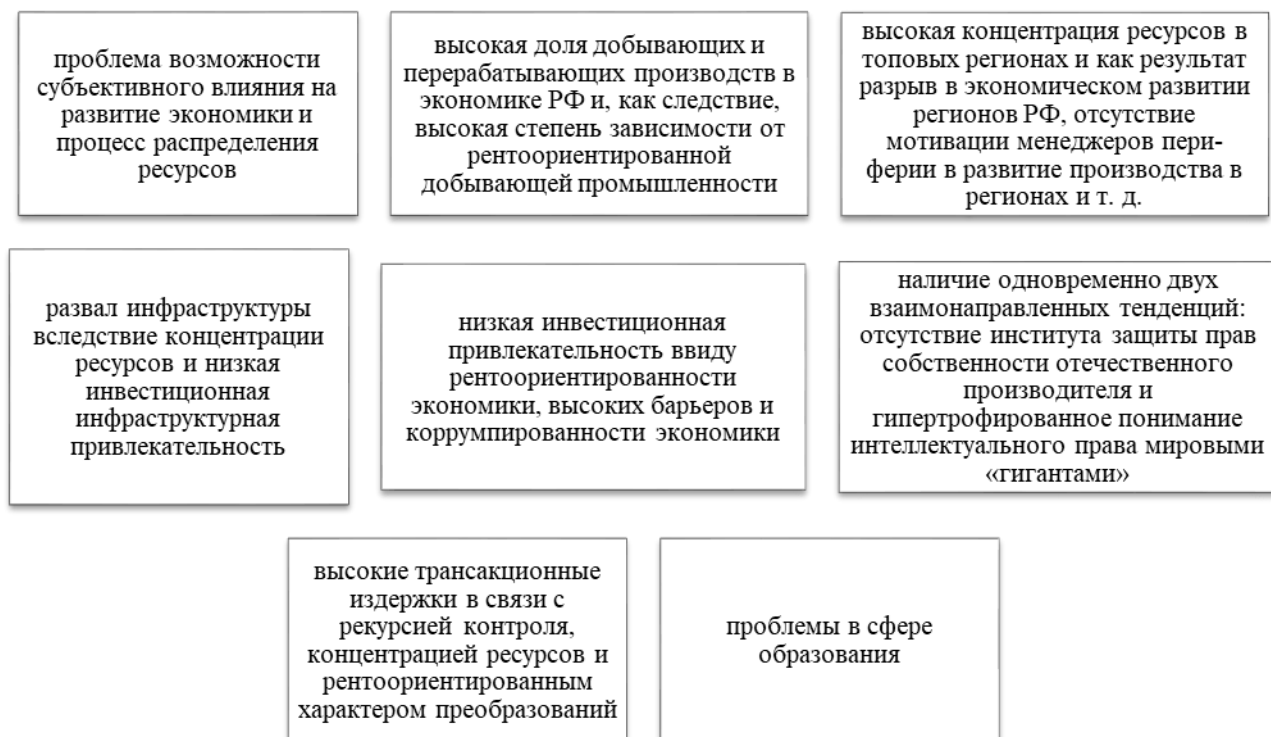 проблема возможности
субъективного влияния на
развитие экономики и
процесс распределения
ресурсов
высокая доля добывающих и
перерабатывающих производств в
экономике РФ и, как следствие,
высокая степень зависимости от
рентоориентированной
добывающей промышленности
высокая концентрация ресурсов в
топовых регионах и как результат
разрыв в экономическом развитии
регионов РФ, отсутствие
мотивации менеджеров пери-
ферии в развитие производства в
регионах и т. д.
развал инфраструктуры
вследствие концентрации
ресурсов и низкая
инвестиционная
инфраструктурная
привлекательность
низкая инвестиционная
привлекательность ввиду
рентоориентированности
экономики, высоких барьеров и
коррумпированности экономики
наличие одновременно двух
взаимонаправленных тенденций:
отсутствие института защиты прав
собственности отечественного
производителя и
гипертрофированное понимание
интеллектуального права мировыми
«гигантами»
высокие трансакционные
издержки в связи с
рекурсией контроля,
концентрацией ресурсов и
рентоориентированным
характером преобразований
проблемы в сфере
образования